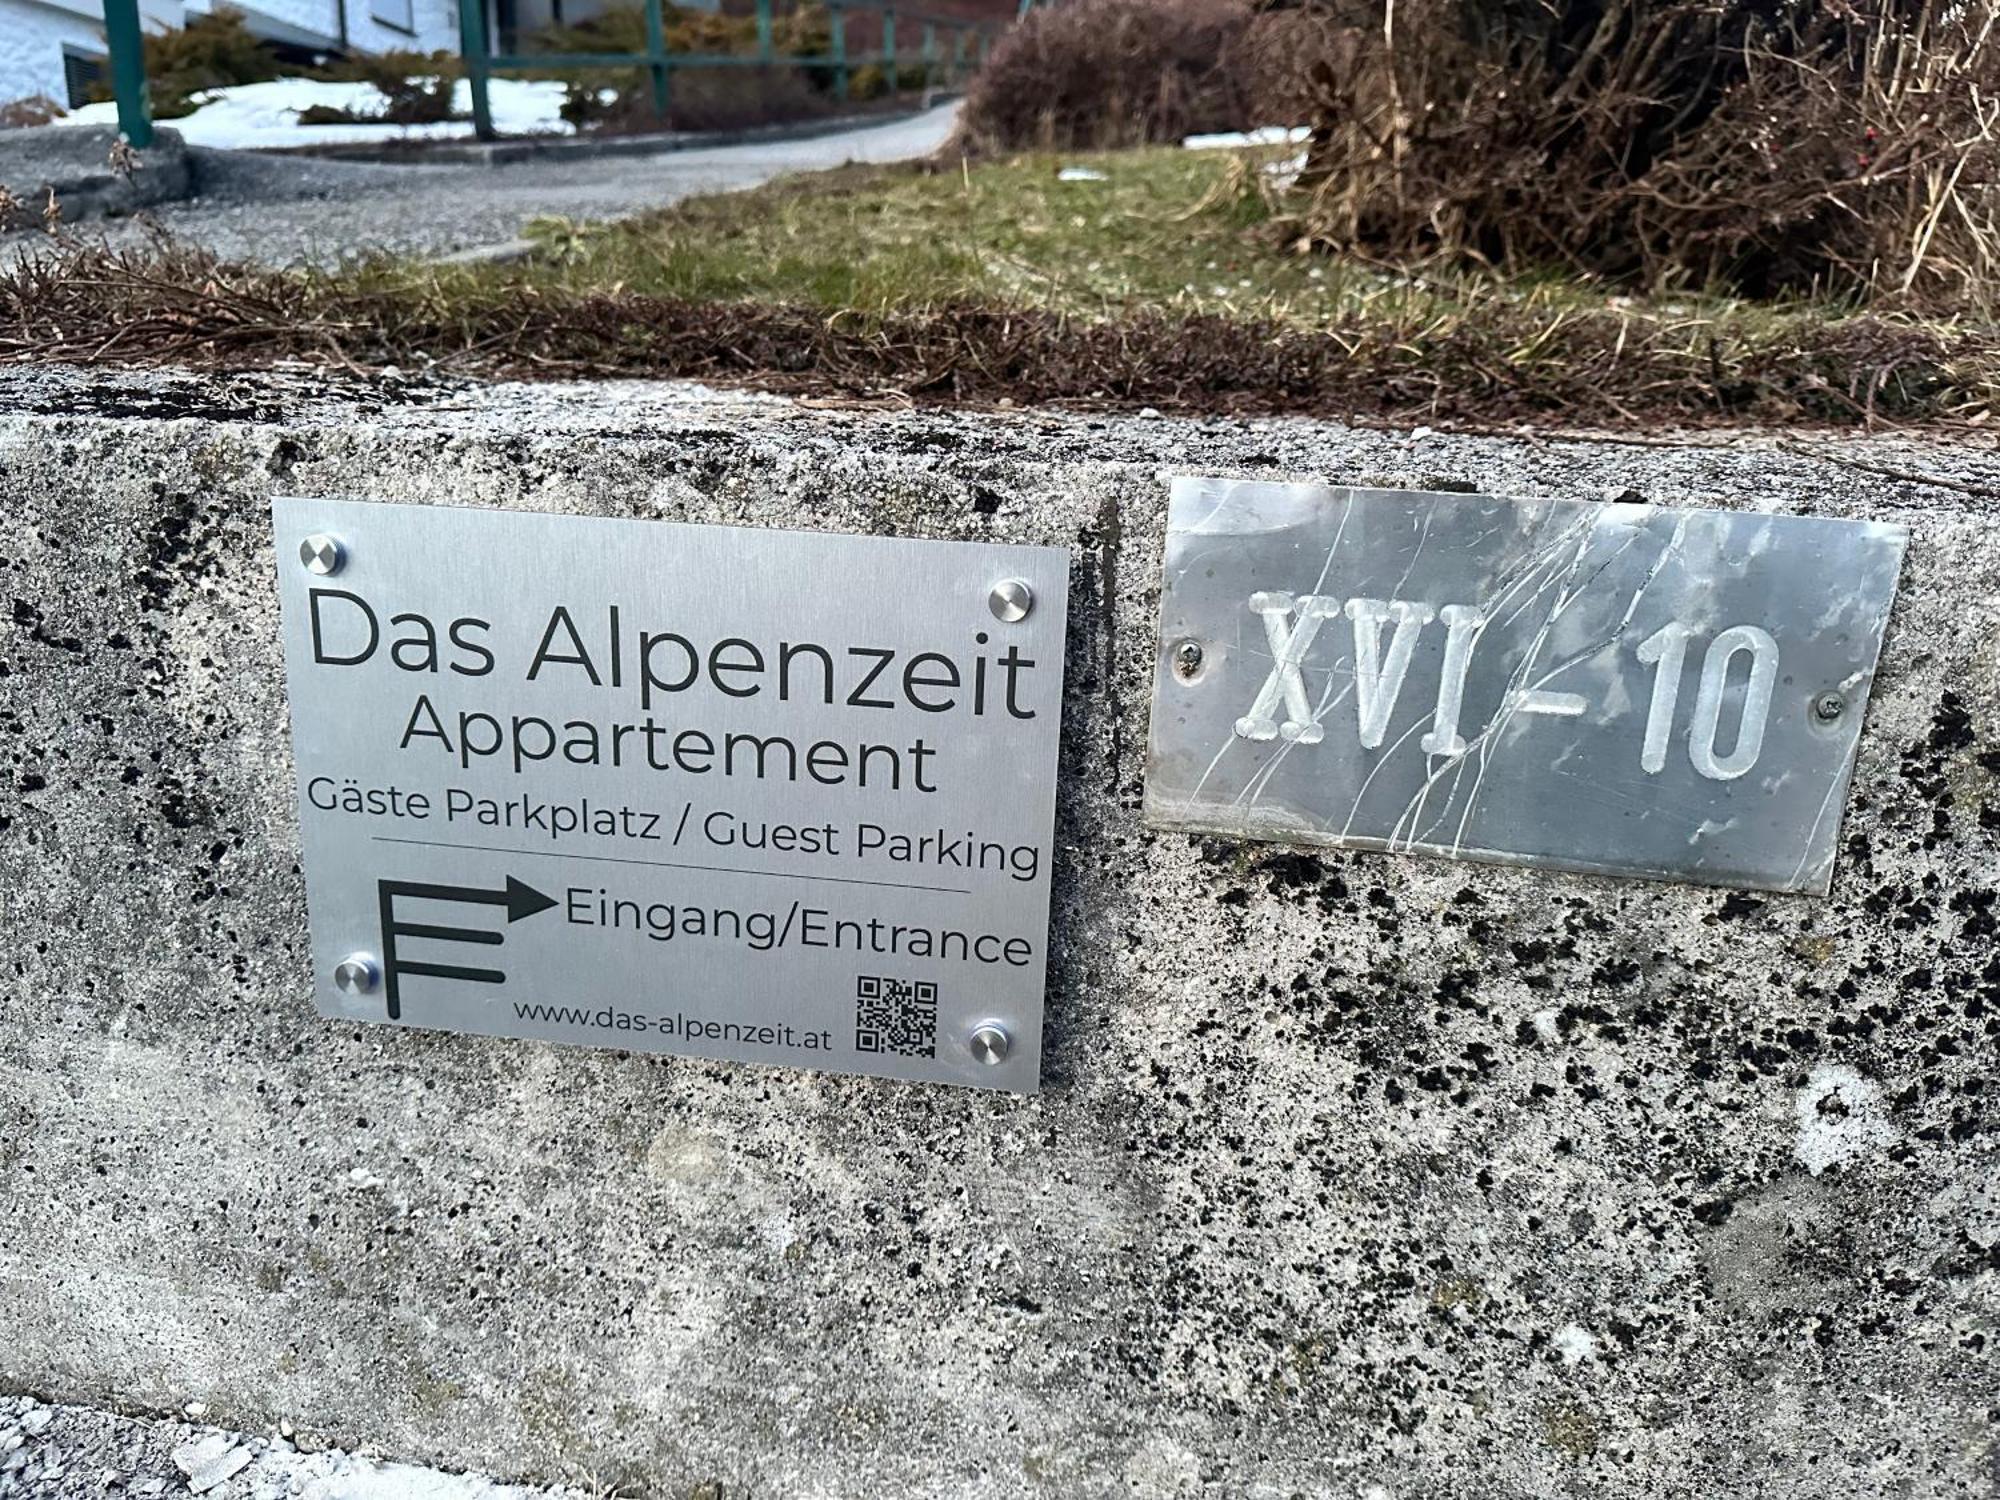 Das Alpenzeit
Appartement
Gäste Parkplatz / Guest Parking
Eingang/Entrance
www.das-alpenzeit.at
XVI-10